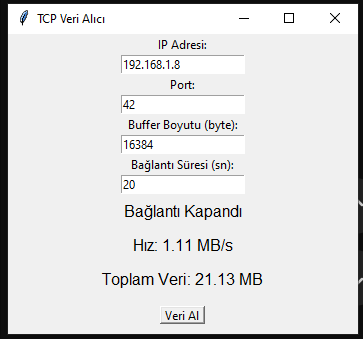 TCP Veri Alıcı
IP Adresi:
192.168.1.8
Port:
42
Buffer Boyutu (byte):
16384
Bağlantı Süresi (sn):
20
Bağlantı Kapandı
Hız: 1.11 MB/s
Toplam Veri: 21.13 MB
Veri Al